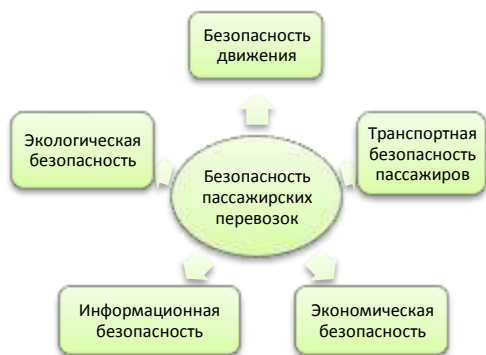 Безопасность
движения
Экологическая
безопасность
Транспортная
безопасность
пассажиров
Безопасность
пассажирских
перевозок
Информационная
безопасность
Экономическая
безопасность